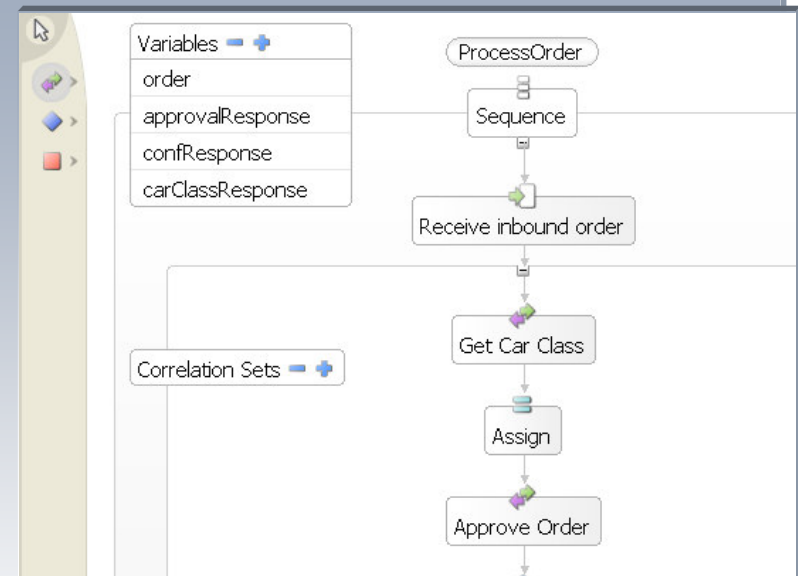 Variables
order
approvalResponse
confResponse
carClassResponse
Correlation Sets
ProcessOrder
Sequence
Receive inbound order
Get Car Class
Assign
Approve Order